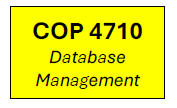 COP 4710
Database
Management